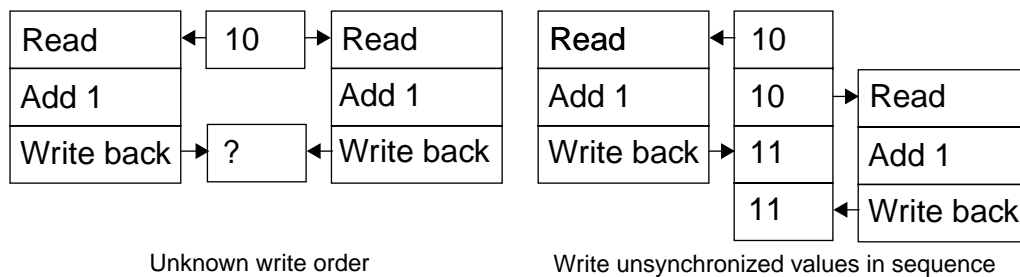 Read 10 Read
Add 1 Add 1
Write back ? Write back
Unknown write order
Read 10
Add 1 10 Read
Write back 11 Add 1
11 Write back
Write unsynchronized values in sequence